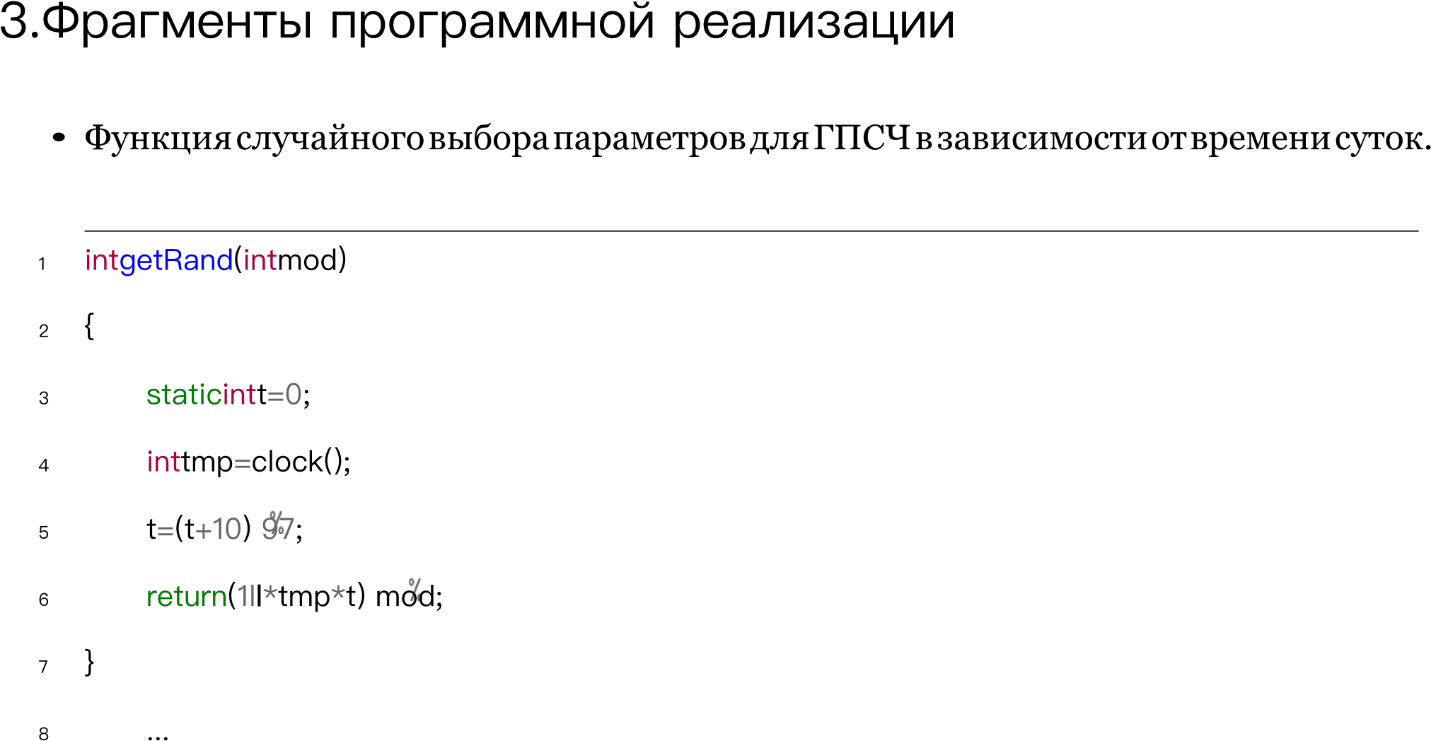 3.Фрагменты программной реализации
• Функция случайного выбора параметров для ГПСЧ в зависимости от времени суток.
1 intgetRand(intmod)
2 {
3 staticintt=0;
4 inttmp=clock();
5 t=(t+10) %97;
6 return(1ll*tmp*t) %mod;
7 }
8 ...